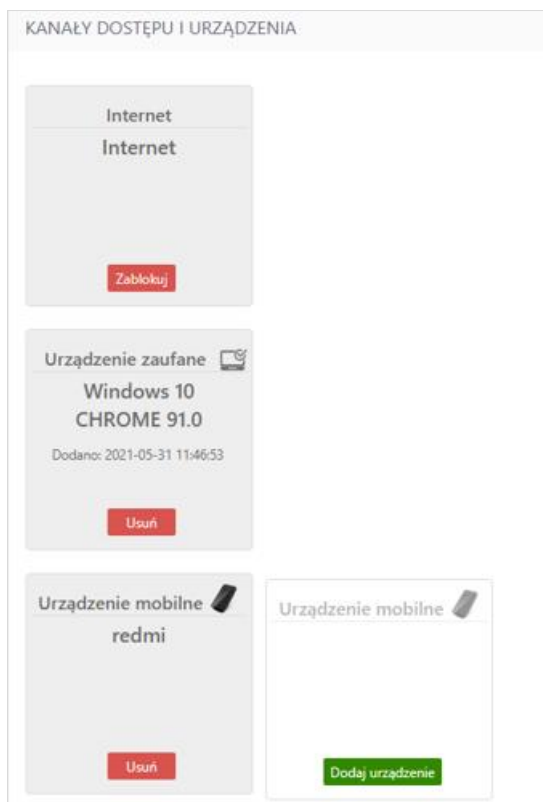 KANAŁY DOSTĘPU I URZĄDZENIA
Internet
Internet
Zablokuj
Urządzenie zaufane
Windows 10
CHROME 91.0
Dodano: 2021-05-31 11:46:53
Usuń
Urządzenie mobilne
redmi
Usuń
Urządzenie mobilne
Dodaj urządzenie